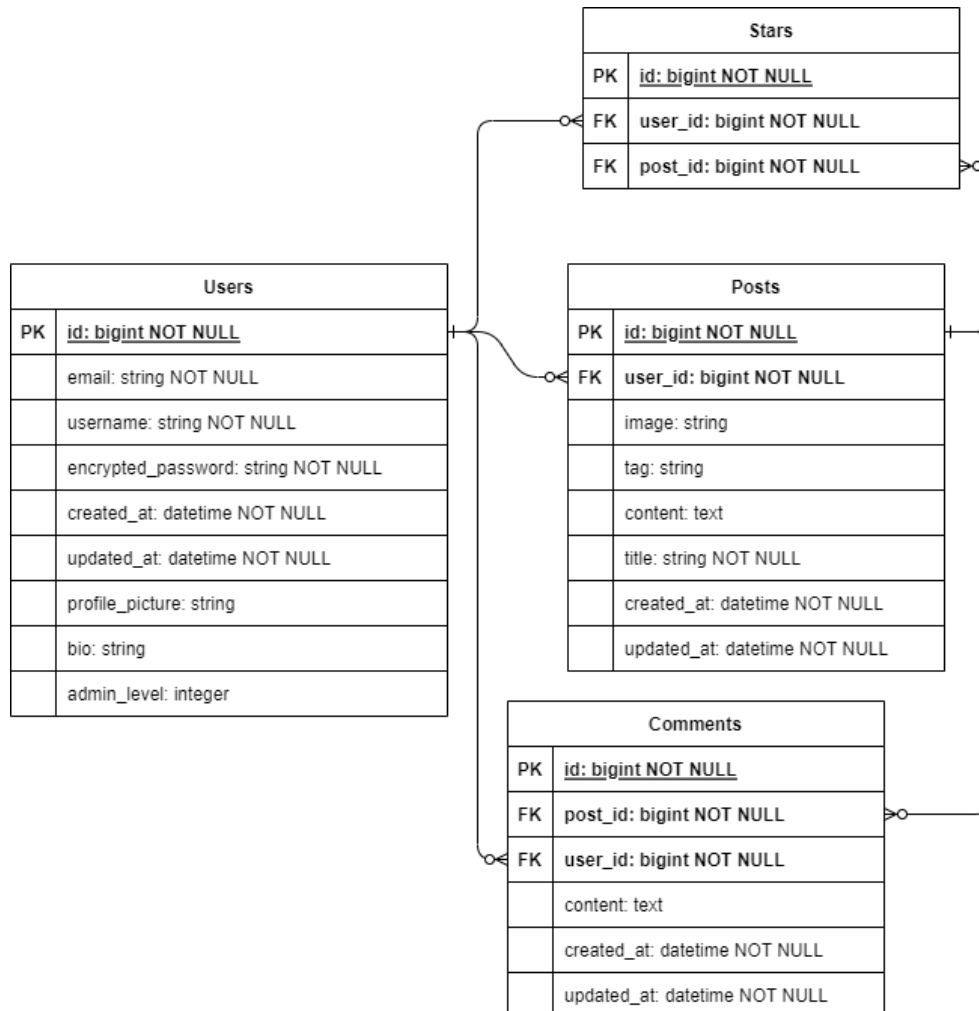 Stars
PK id: bigint NOT NULL
FK user_id: bigint NOT NULL
FK post_id: bigint NOT NULL
Users
PK id: bigint NOT NULL
email: string NOT NULL
username: string NOT NULL
encrypted_password: string NOT NULL
created_at: datetime NOT NULL
updated_at: datetime NOT NULL
profile_picture: string
bio: string
admin_level: integer
Posts
PK id: bigint NOT NULL
FK user_id: bigint NOT NULL
image: string
tag: string
content: text
title: string NOT NULL
created_at: datetime NOT NULL
updated_at: datetime NOT NULL
Comments
PK id: bigint NOT NULL
FK post_id: bigint NOT NULL
FK user_id: bigint NOT NULL
content: text
created_at: datetime NOT NULL
updated_at: datetime NOT NULL